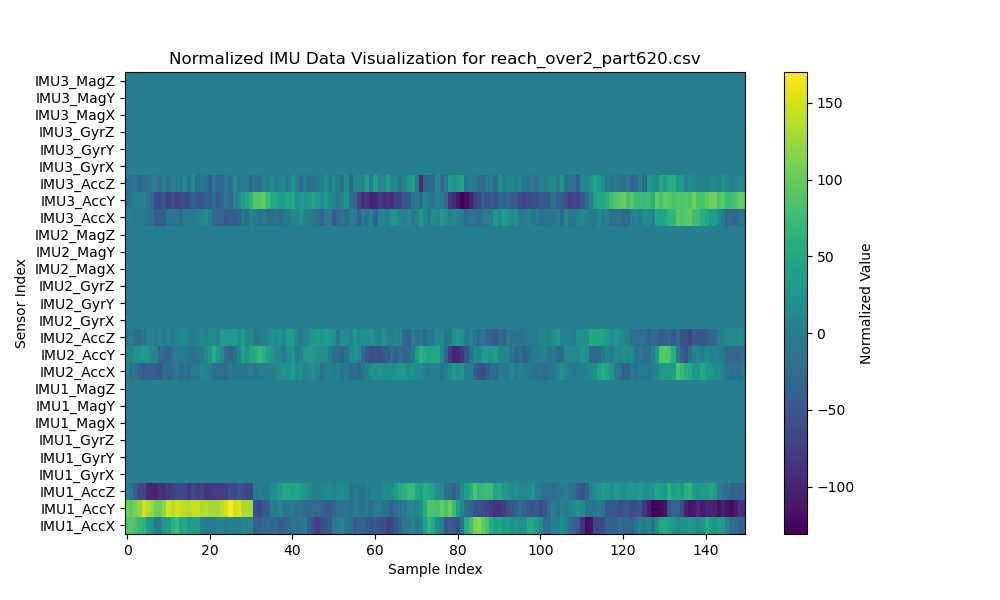 Normalized IMU Data Visualization for reach_over2_part620.csv
IMU3_MagZ
IMU3_MagY
IMU3_MagX
IMU3_GyrZ
IMU3_GyrY
IMU3_GyrX
IMU3_AccZ
IMU3_AccY
IMU3_AccX
IMU2_MagZ
IMU2_MagY
IMU2_MagX
IMU2_GyrZ
IMU2_GyrY
IMU2_GyrX
IMU2_AccZ
IMU2_AccY
IMU2_AccX
IMU1_MagZ
IMU1_MagY
IMU1_MagX
IMU1_GyrZ
IMU1_GyrY
IMU1_GyrX
IMU1_AccZ
IMU1_AccY
IMU1_AccX
Sensor Index
0 20 40 60 80 100 120 140
Sample Index
150
100
50
0
−50
−100
Normalized Value